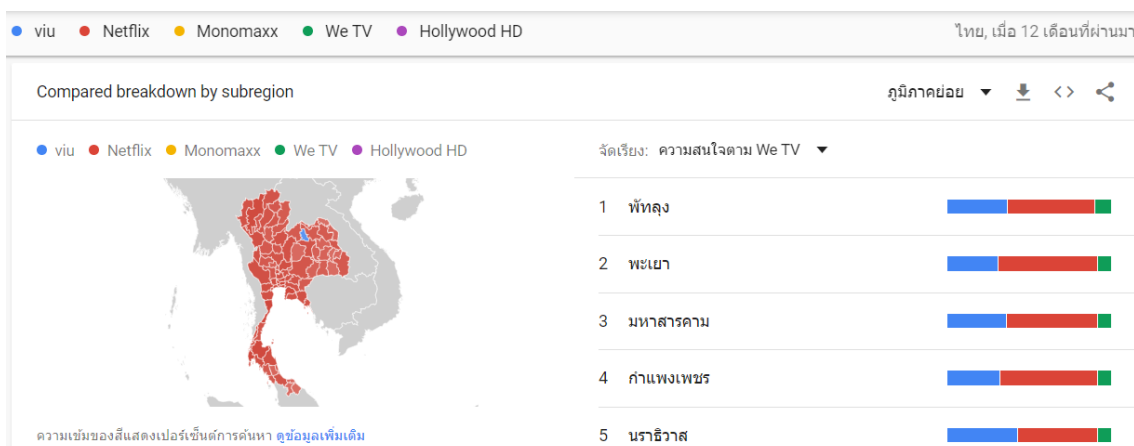 viu Netflix Monomaxx We TV Hollywood HD ไทย, เมื่อ 12 เดือนที่ผ่านมา
Compared breakdown by subregion ภูมิภาคย่อย
viu Netflix Monomaxx We TV Hollywood HD
จัดเรียง: ความสนใจตาม We TV
1 พัทลุง
2 พะเยา
3 มหาสารคาม
4 กำแพงเพชร
5 นราธิวาส
ความเข้มของสีแสดงเปอร์เซ็นต์การค้นหา ดูข้อมูลเพิ่มเติม